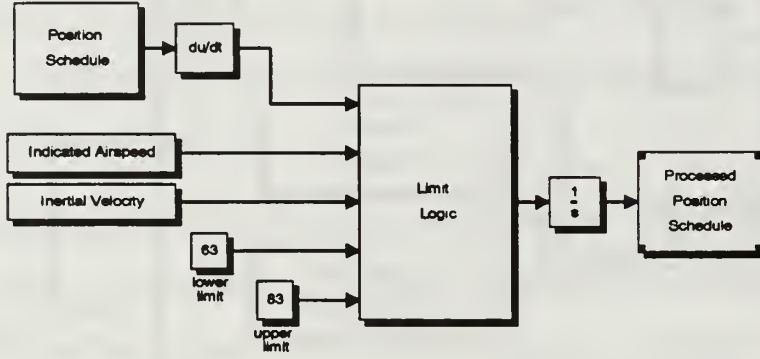 Position
Schedule
du/dt
Indicated Airspeed
Inertial Velocity
63
lower
limit
83
upper
limit
Limit
Logic
1
s
Processed
Position
Schedule